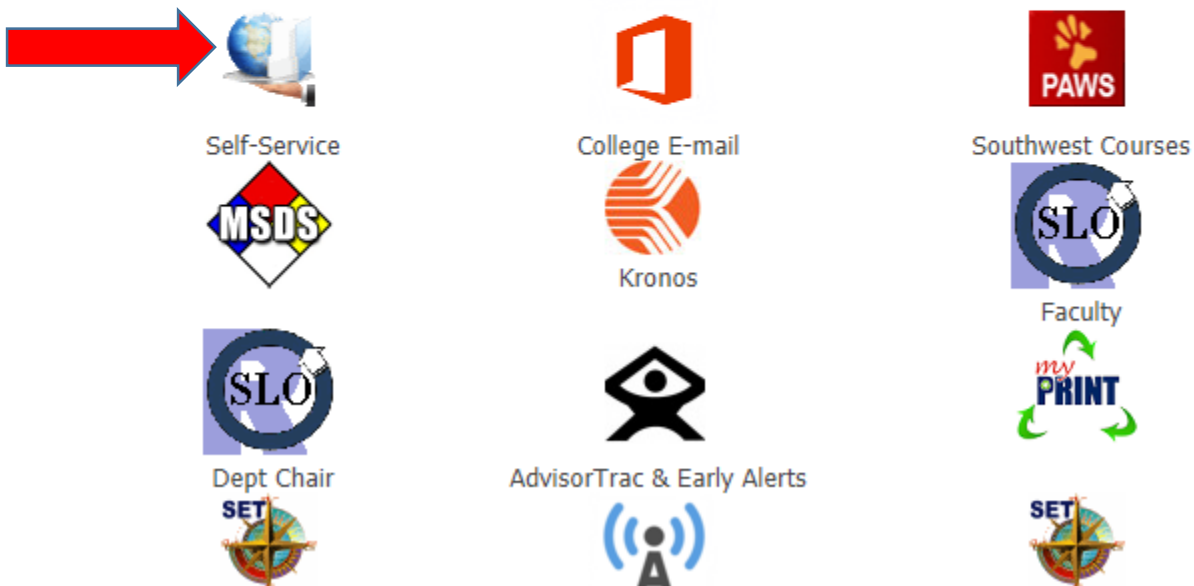 PAWS
Self-Service
College E-mail
Southwest Courses
MSDS
SLO
Kronos
Faculty
SLO
my
PRINT
Dept Chair
AdvisorTrac & Early Alerts
SET
SET